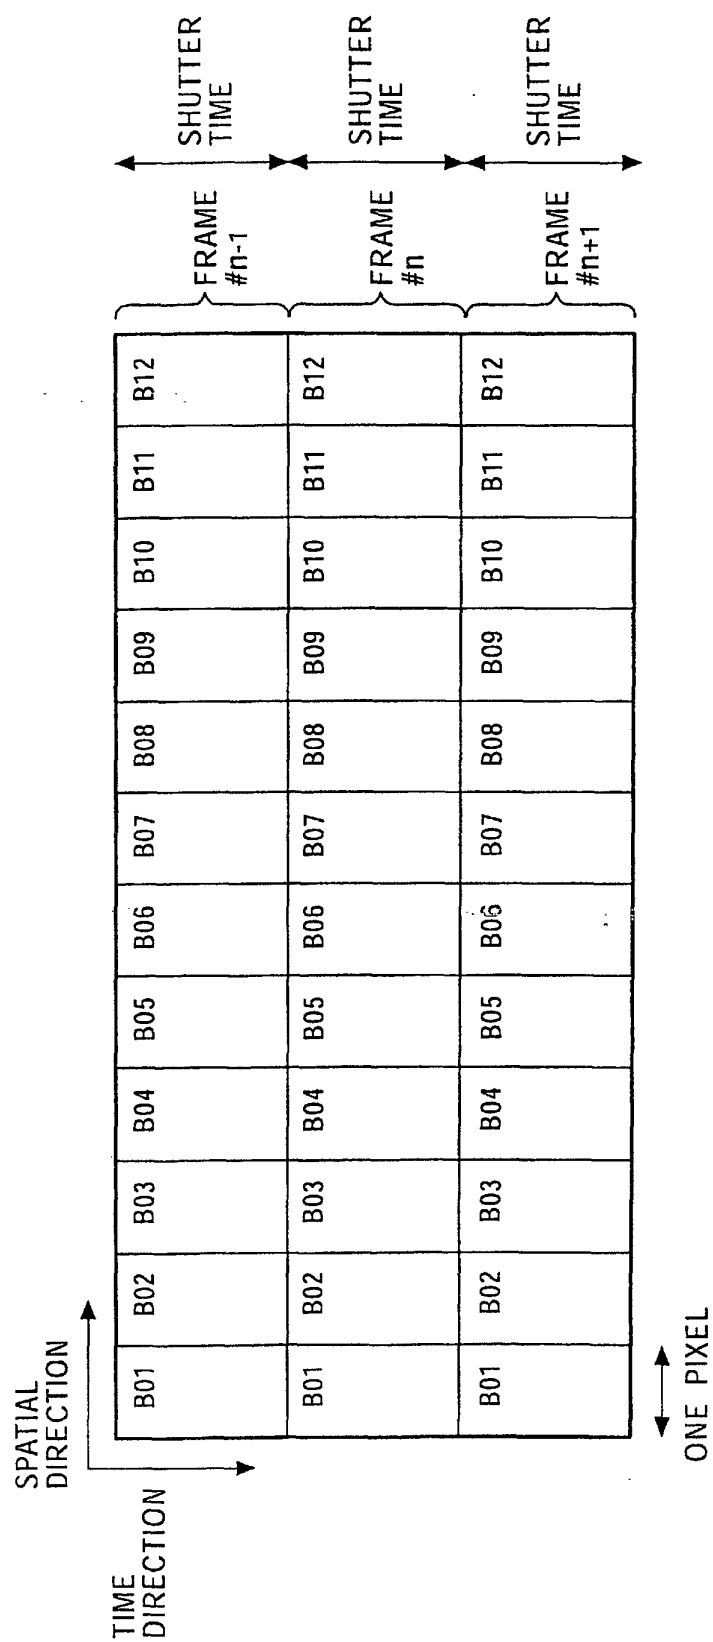 SPATIAL
DIRECTION
TIME
DIRECTION
B01 B02 B03 B04 B05 B06 B07 B08 B09 B10 B11 B12
FRAME
#n-1
SHUTTER
TIME
B01 B02 B03 B04 B05 B06 B07 B08 B09 B10 B11 B12
FRAME
#n
SHUTTER
TIME
B01 B02 B03 B04 B05 B06 B07 B08 B09 B10 B11 B12
FRAME
#n+1
SHUTTER
TIME
ONE PIXEL